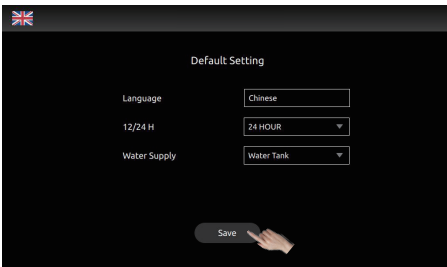 Default Setting
Language Chinese
12/24 H 24 HOUR
Water Supply Water Tank
Save